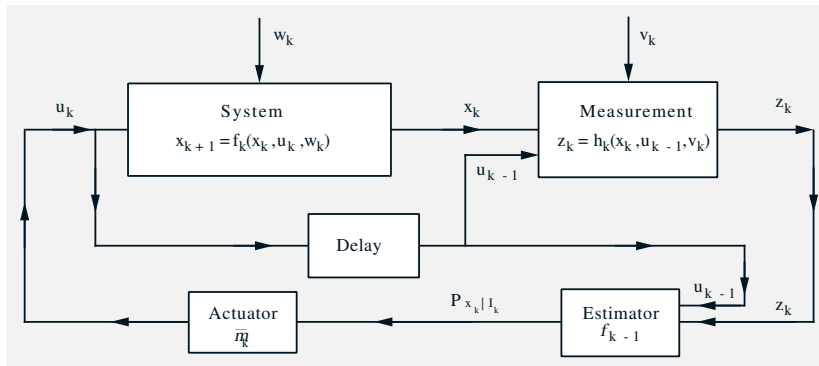 w_k
v_k
u_k
System
x_{k + 1} = f_k(x_k, u_k, w_k)
x_k
Measurement
z_k = h_k(x_k, u_{k - 1}, v_k)
z_k
u_{k - 1}
Delay
u_{k - 1}
P_{x_k | I_k}
z_k
Actuator
m̅_k
Estimator
f_{k - 1}